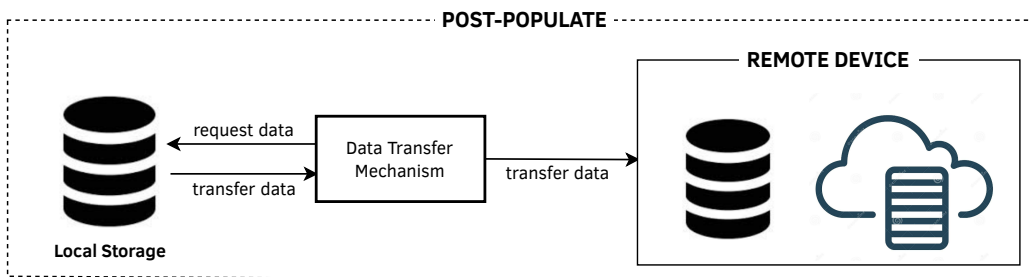 POST-POPULATE
REMOTE DEVICE
request data
Data Transfer
Mechanism
transfer data
transfer data
Local Storage